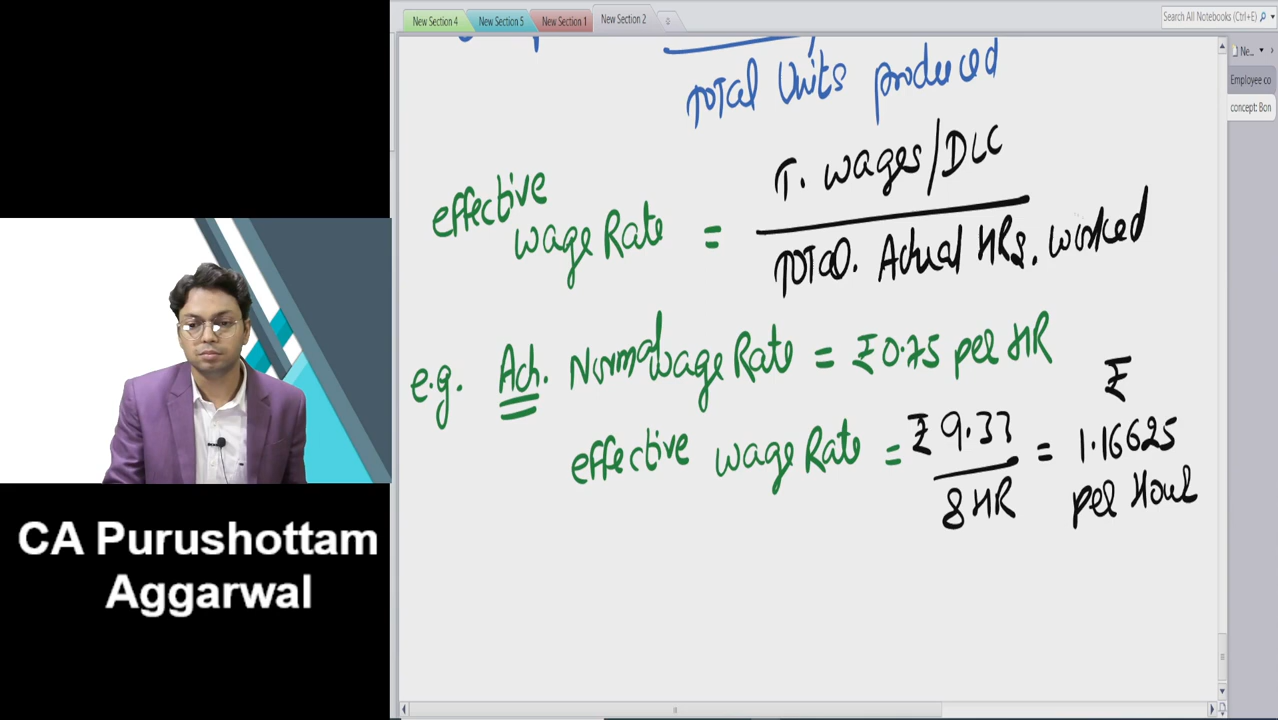 New Section 4 New Section 5 New Section 1 New Section 2
Search All Notebooks (Ctrl+E)
Ne...
Employee co
concept: Bon
Total Units produced
effective wage Rate = T. wages/DLC
Total. Actual HRs. worked
e.g. Ach. Normal wage Rate = ₹0.75 per HR
effective wage Rate = ₹9.33
8 HR
= ₹
1.16625
per Hour
CA Purushottam
Aggarwal